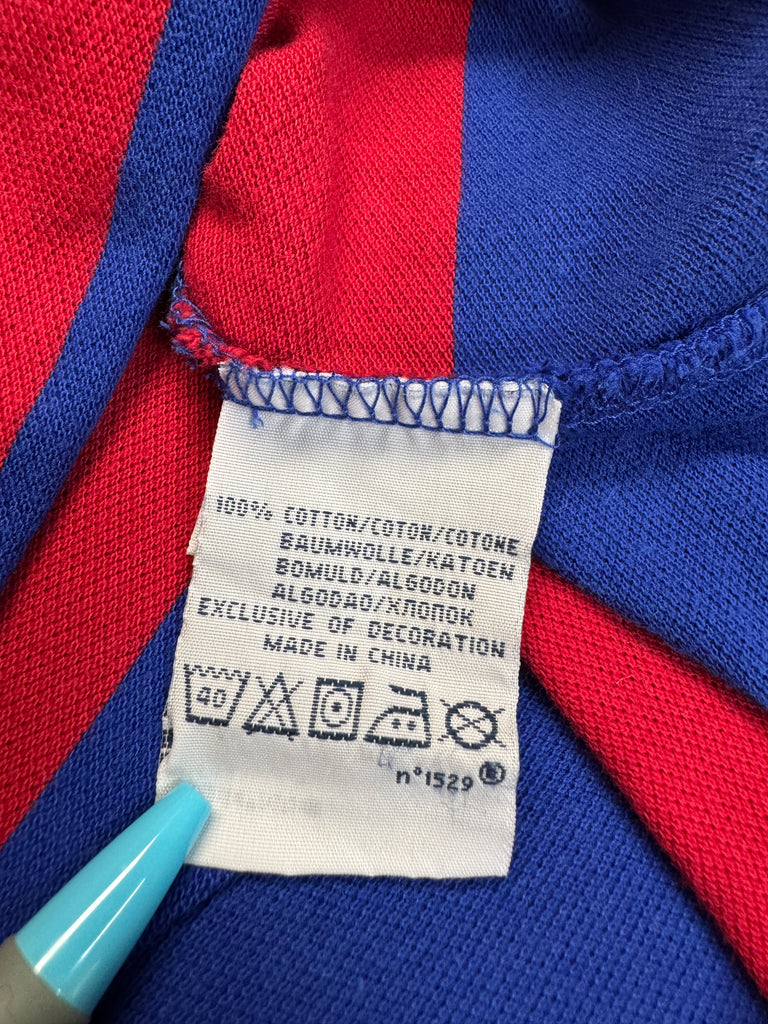 100% COTTON/COTON/COTONE
BAUMWOLLE/KATOEN
BOMULD/ALGODON
ALGODAO/ХЛОПОК
EXCLUSIVE OF DECORATION
MADE IN CHINA
40
n°1529